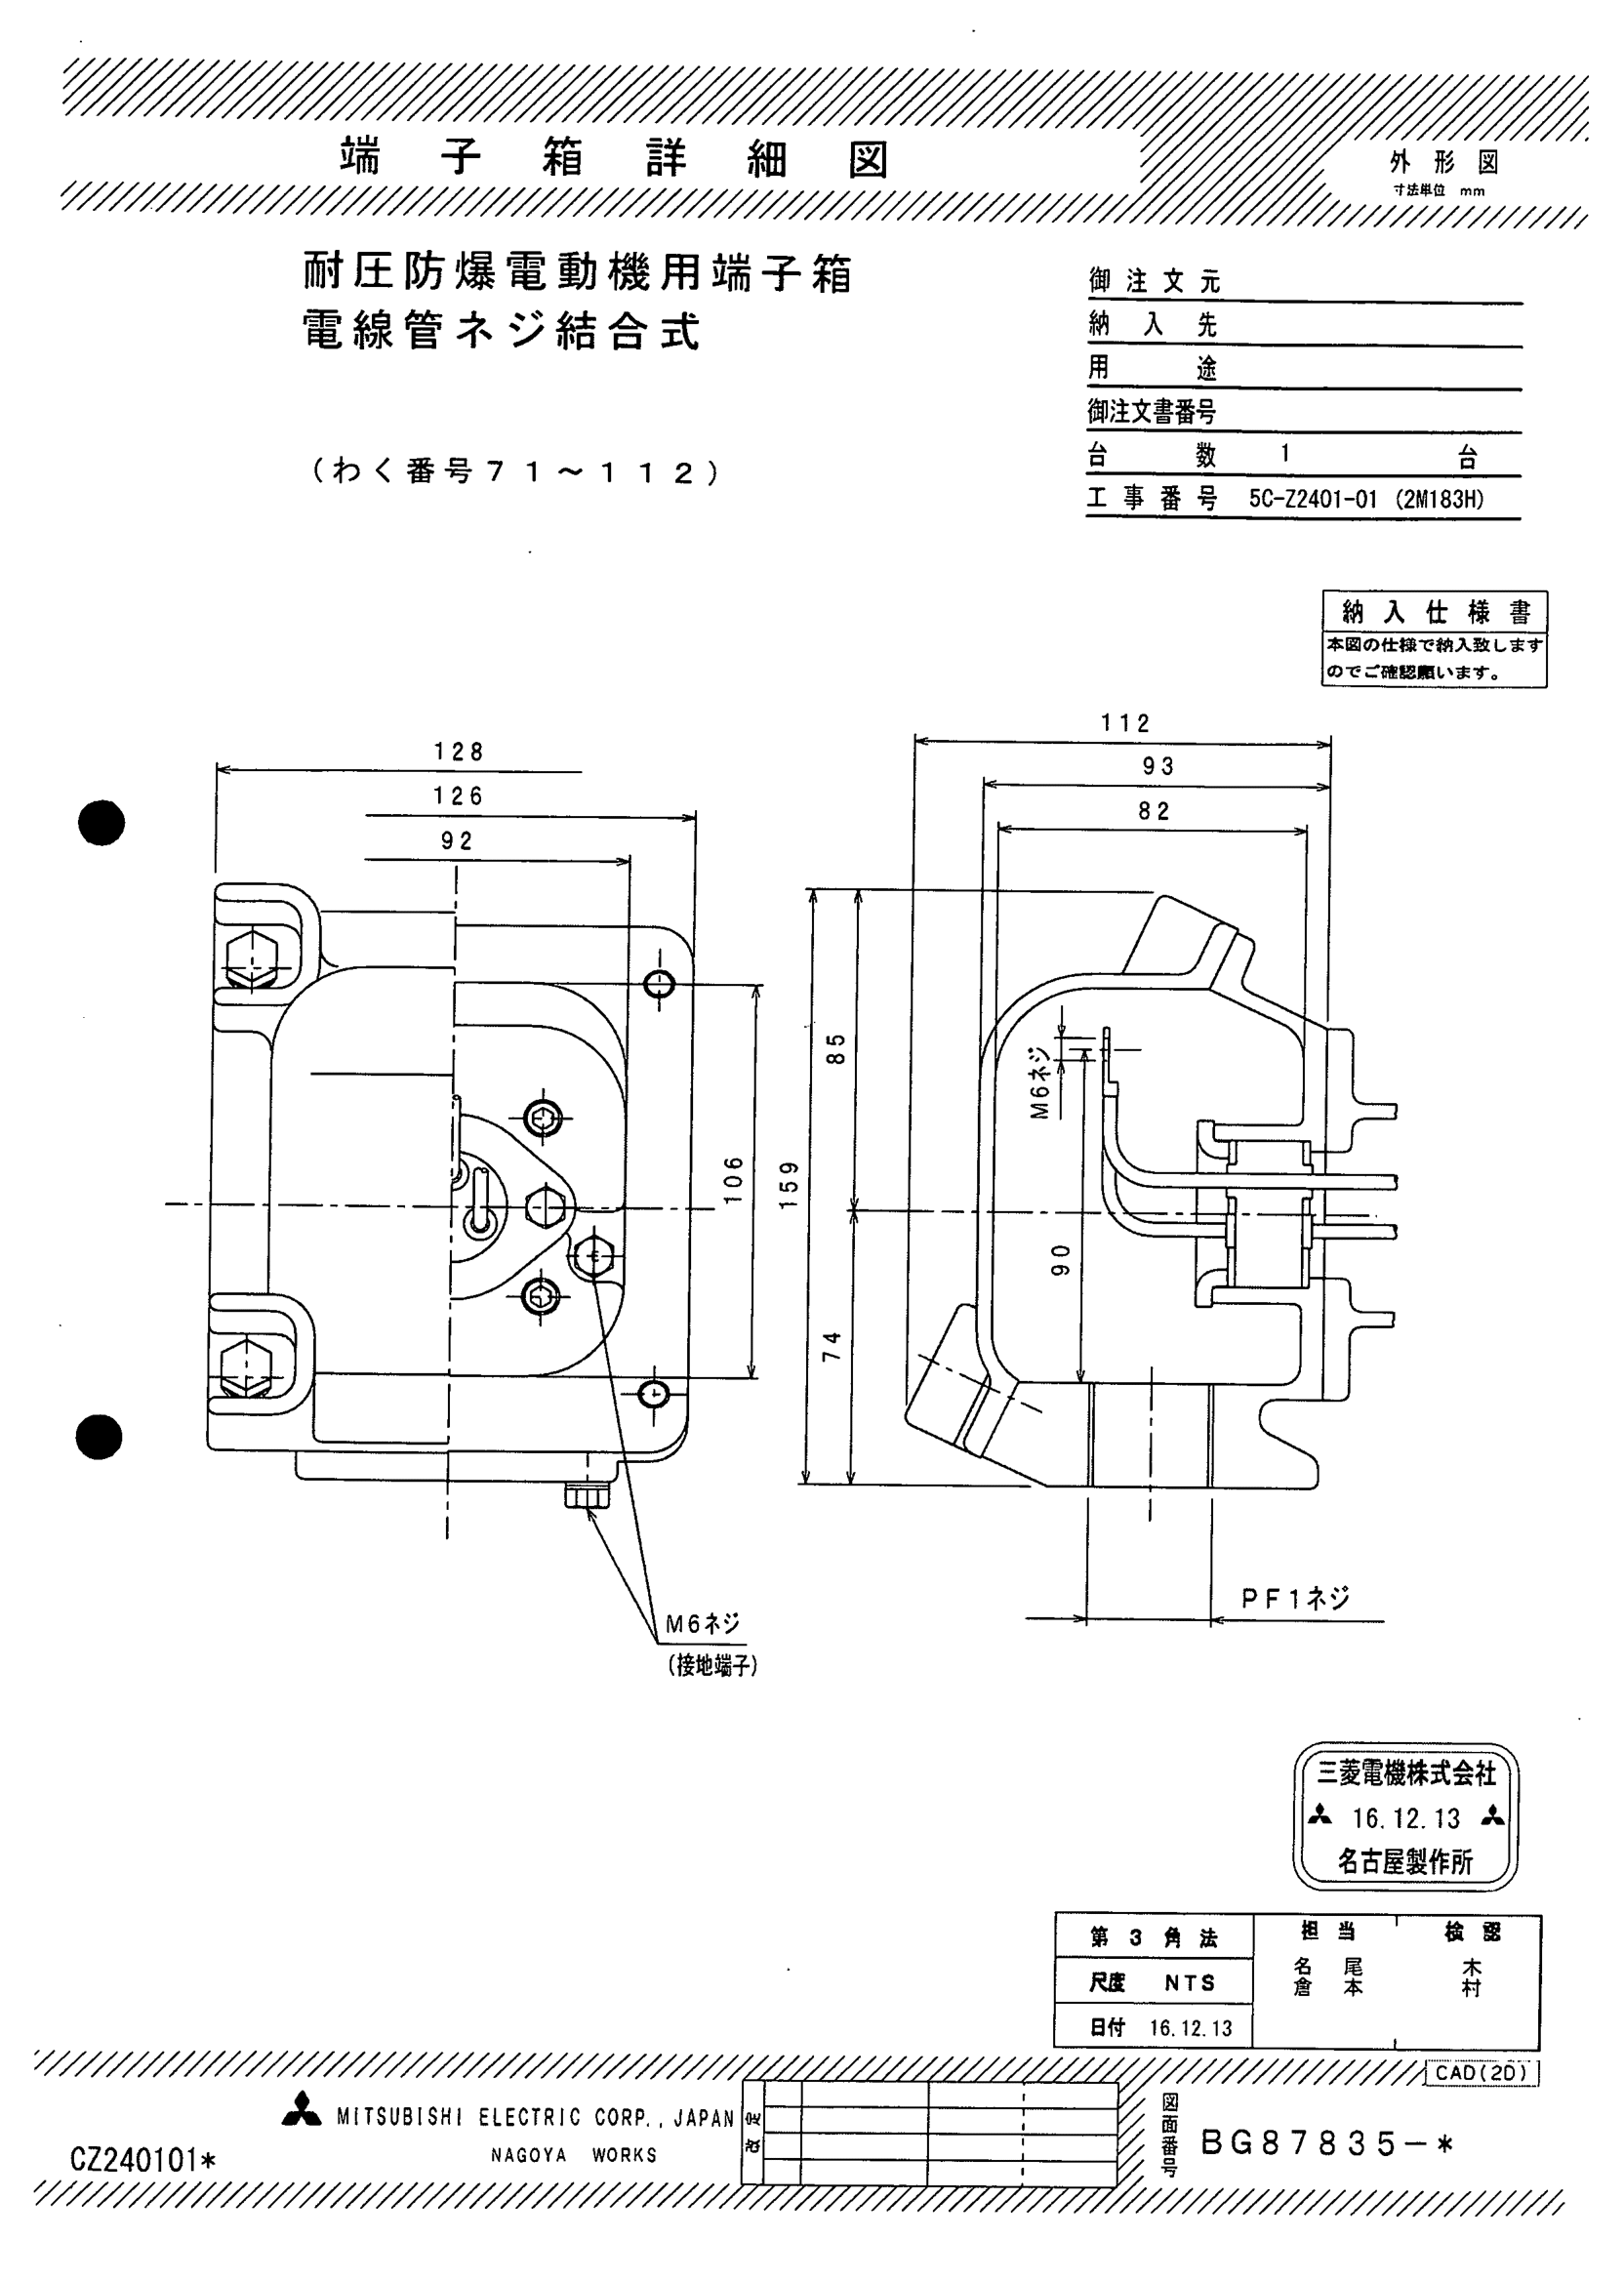 端子箱詳細図
外形図
寸法単位 mm
耐圧防爆電動機用端子箱
電線管ネジ結合式
(わく番号71~112)
御注文元
納入先
用途
御注文書番号
台数 1 台
工事番号 5C-Z2401-01 (2M183H)
納入仕様書
本図の仕様で納入致します
のでご確認願います。
128
126
92
106
M6ネジ
(接地端子)
112
93
82
159
85
74
90
M6ネジ
PF1ネジ
三菱電機株式会社
16.12.13
名古屋製作所
第3角法
尺度 NTS
日付 16.12.13
担当 検認
名倉 尾本 木村
CAD(2D)
MITSUBISHI ELECTRIC CORP., JAPAN
NAGOYA WORKS
CZ240101*
図面番号 BG87835-*